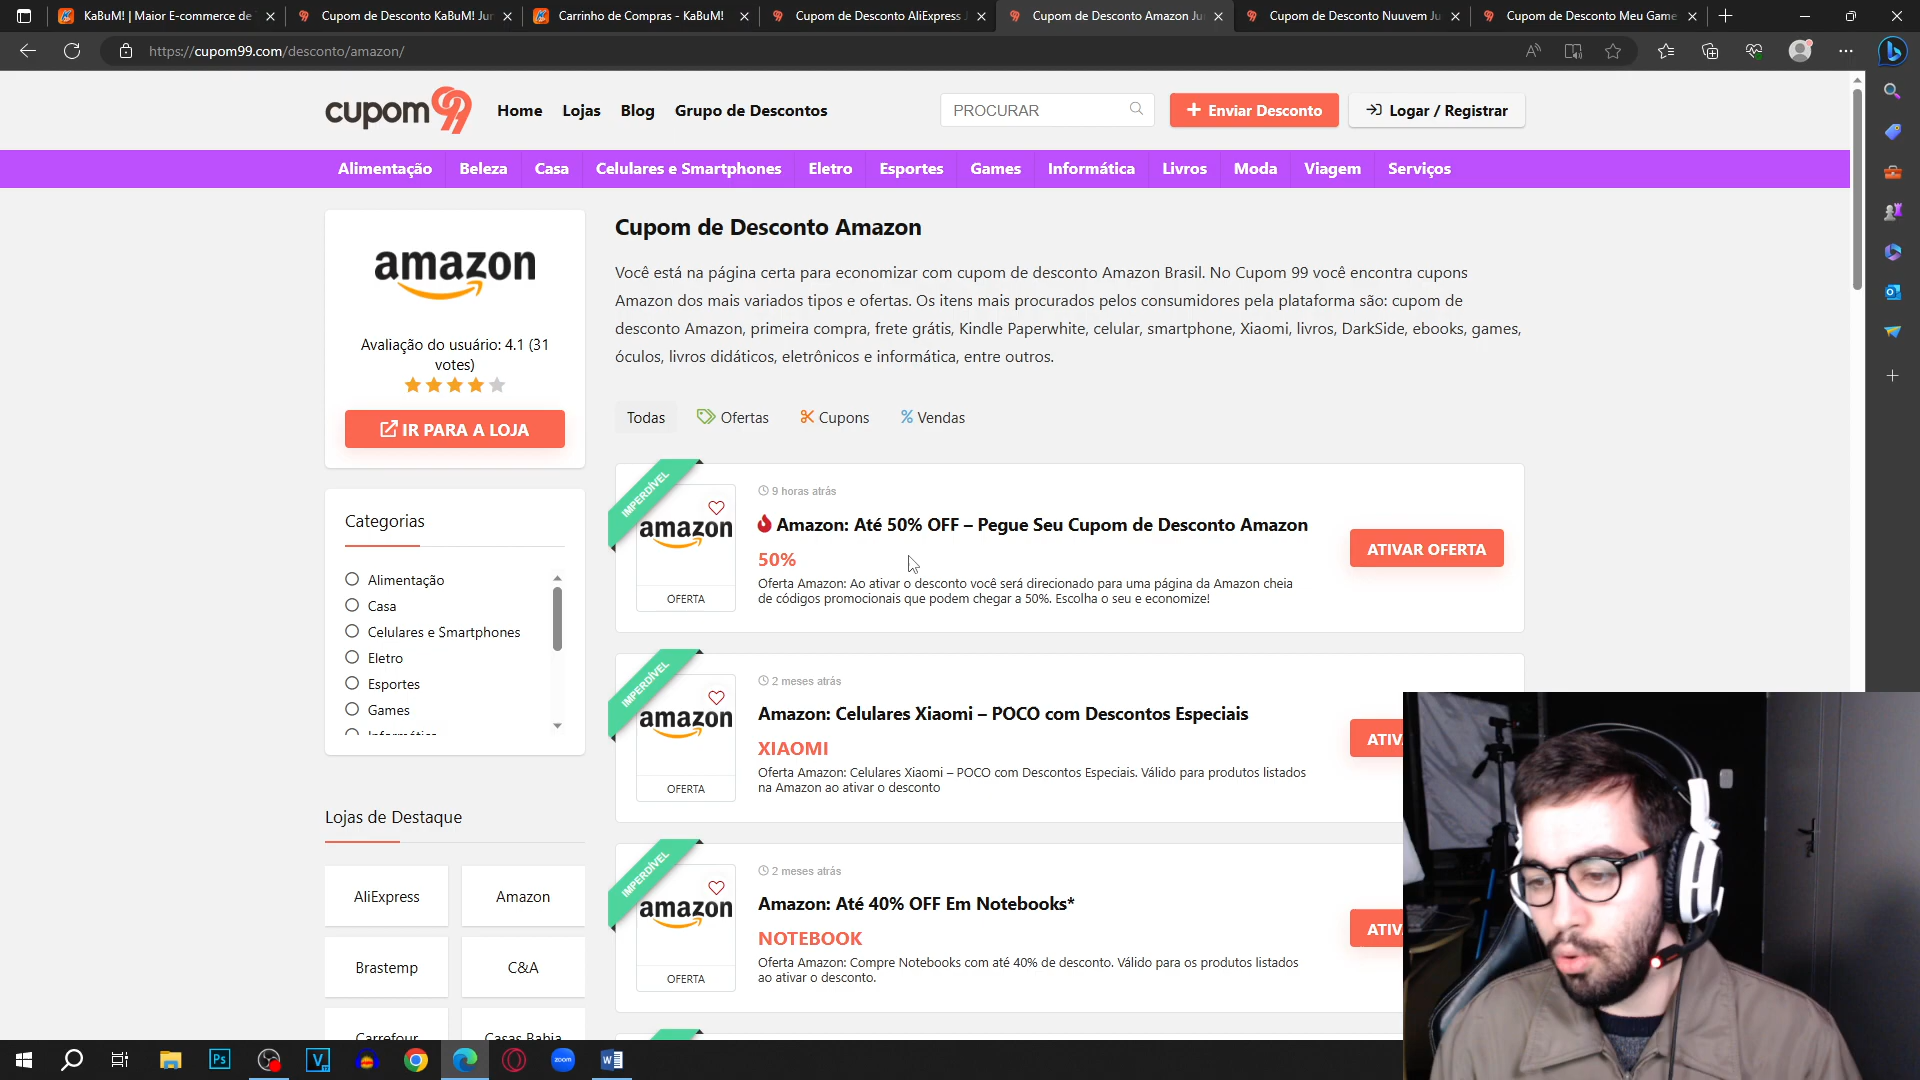 KaBuM! | Maior E-commerce de
Cupom de Desconto KaBuM! Jur
Carrinho de Compras - KaBuM!
Cupom de Desconto AliExpress J
Cupom de Desconto Amazon Ju
Cupom de Desconto Nuuvem Ju
Cupom de Desconto Meu Game
https://cupom99.com/desconto/amazon/
cupom99
Home
Lojas
Blog
Grupo de Descontos
PROCURAR
Enviar Desconto
Logar / Registrar
Alimentação
Beleza
Casa
Celulares e Smartphones
Eletro
Esportes
Games
Informática
Livros
Moda
Viagem
Serviços
amazon
Avaliação do usuário: 4.1 (31
votes)
IR PARA A LOJA
Categorias
Alimentação
Casa
Celulares e Smartphones
Eletro
Esportes
Games
Informática
Lojas de Destaque
AliExpress
Amazon
Brastemp
C&A
Carrefour
Casas Bahia
Cupom de Desconto Amazon
Você está na página certa para economizar com cupom de desconto Amazon Brasil. No Cupom 99 você encontra cupons
Amazon dos mais variados tipos e ofertas. Os itens mais procurados pelos consumidores pela plataforma são: cupom de
desconto Amazon, primeira compra, frete grátis, Kindle Paperwhite, celular, smartphone, Xiaomi, livros, DarkSide, ebooks, games,
óculos, livros didáticos, eletrônicos e informática, entre outros.
Todas
Ofertas
Cupons
% Vendas
IMPERDÍVEL
amazon
OFERTA
9 horas atrás
Amazon: Até 50% OFF – Pegue Seu Cupom de Desconto Amazon
50%
Oferta Amazon: Ao ativar o desconto você será direcionado para uma página da Amazon cheia
de códigos promocionais que podem chegar a 50%. Escolha o seu e economize!
ATIVAR OFERTA
IMPERDÍVEL
amazon
OFERTA
2 meses atrás
Amazon: Celulares Xiaomi – POCO com Descontos Especiais
XIAOMI
Oferta Amazon: Celulares Xiaomi – POCO com Descontos Especiais. Válido para produtos listados
na Amazon ao ativar o desconto
ATIV
IMPERDÍVEL
amazon
OFERTA
2 meses atrás
Amazon: Até 40% OFF Em Notebooks*
NOTEBOOK
Oferta Amazon: Compre Notebooks com até 40% de desconto. Válido para os produtos listados
ao ativar o desconto.
ATIV
Ps
V
zoom
W